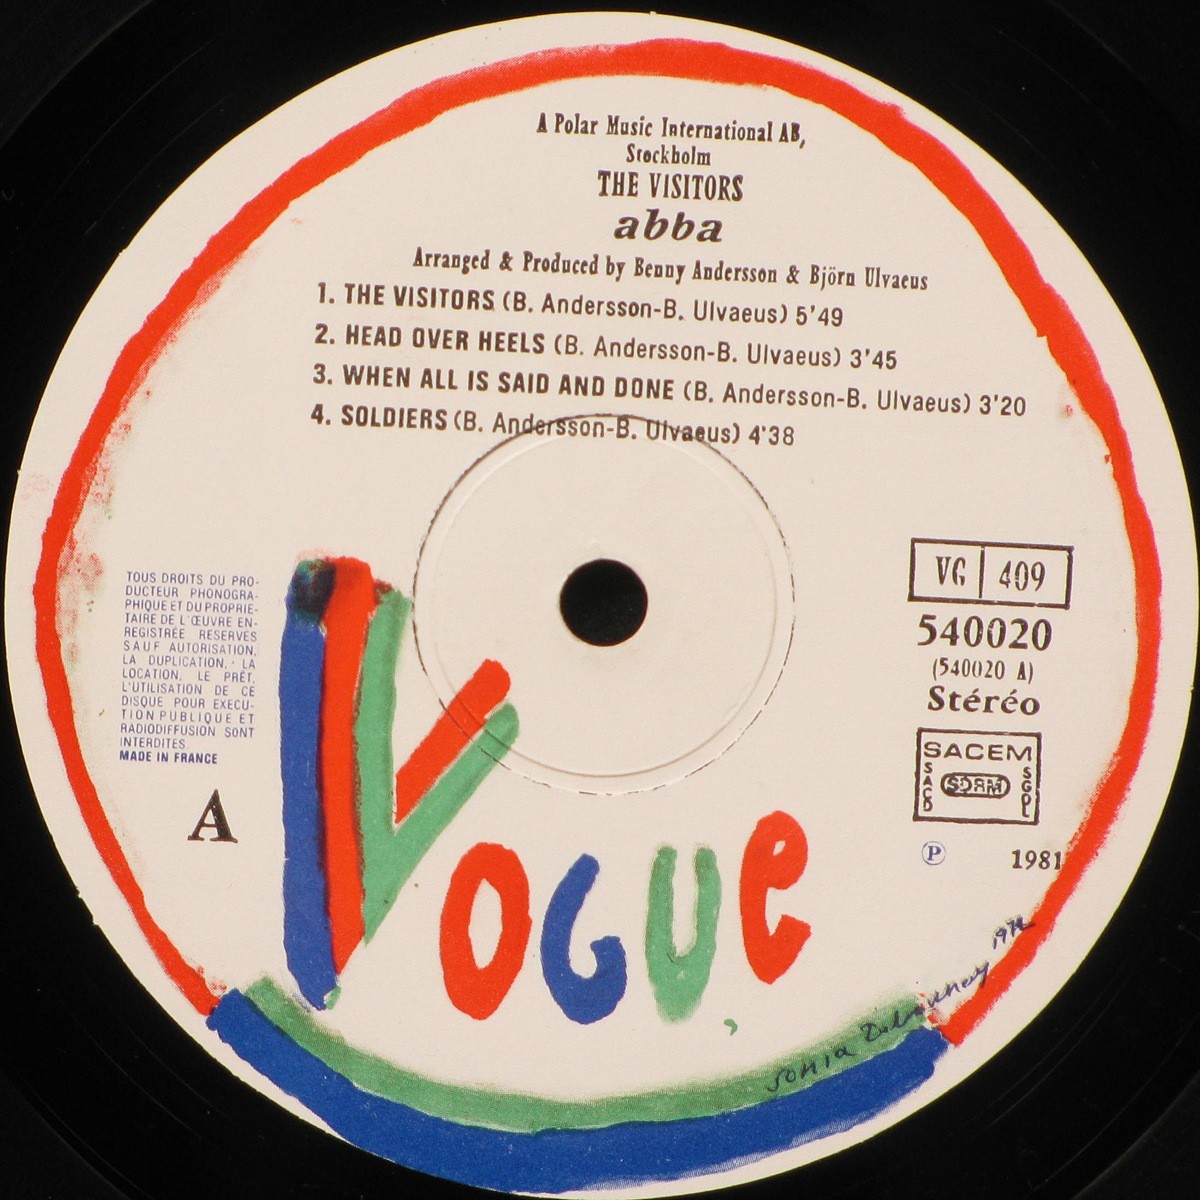 A Polar Music International AB,
Stockholm
THE VISITORS
abba
Arranged & Produced by Benny Andersson & Björn Ulvaeus
1. THE VISITORS (B. Andersson-B. Ulvaeus) 5'49
2. HEAD OVER HEELS (B. Andersson-B. Ulvaeus) 3'45
3. WHEN ALL IS SAID AND DONE (B. Andersson-B. Ulvaeus) 3'20
4. SOLDIERS (B. Andersson-B. Ulvaeus) 4'38
TOUS DROITS DU PRO-
DUCTEUR PHONOGRA-
PHIQUE ET DU PROPRIE-
TAIRE DE L'ŒUVRE EN-
REGISTRÉE RESERVES
SAUF AUTORISATION,
LA DUPLICATION, LA
LOCATION, LE PRÊT,
L'UTILISATION DE CE
DISQUE POUR EXECU-
TION PUBLIQUE ET
RADIODIFFUSION SONT
INTERDITES.
MADE IN FRANCE
A
VG 409
540020
(540020 A)
Stéréo
SACEM
SACD
SDRM
SGDL
Ⓟ 1981
VOGUE
sonia Delaunay